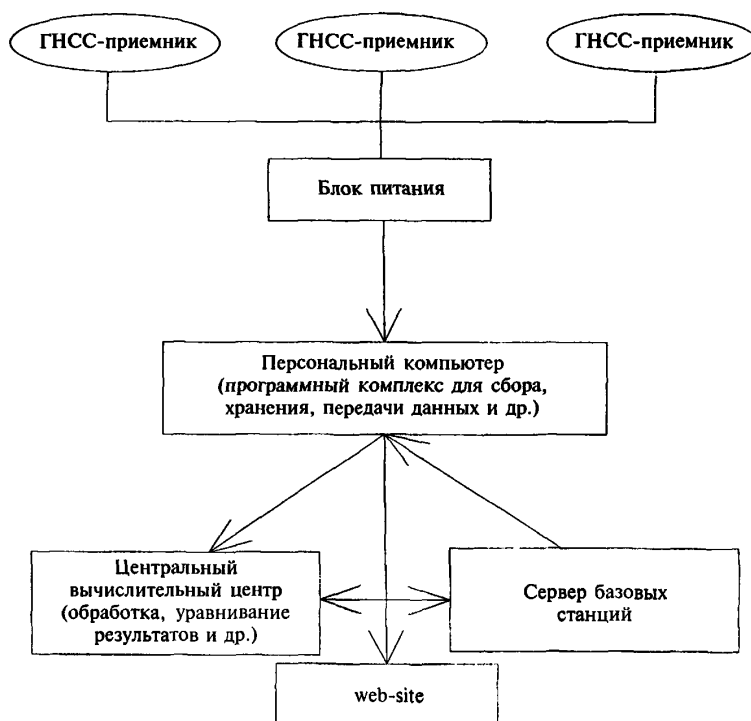 ГНСС-приемник
ГНСС-приемник
ГНСС-приемник
Блок питания
Персональный компьютер
(программный комплекс для сбора,
хранения, передачи данных и др.)
Центральный
вычислительный центр
(обработка, уравнивание
результатов и др.)
Сервер базовых
станций
web-site